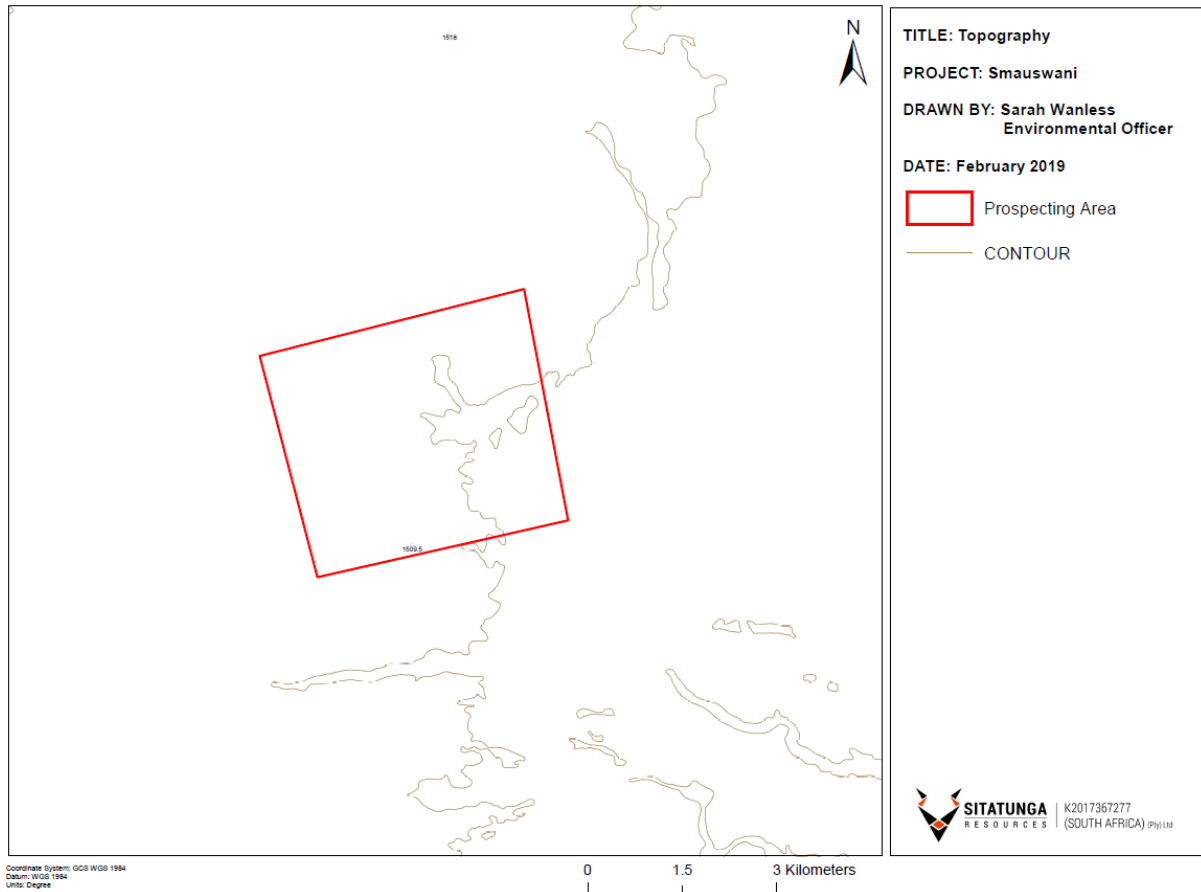 1516
N
1509.5
TITLE: Topography
PROJECT: Smauswani
DRAWN BY: Sarah Wanless
Environmental Officer
DATE: February 2019
Prospecting Area
CONTOUR
SITATUNGA
RESOURCES
K2017367277
(SOUTH AFRICA) (Pty) Ltd
Coordinate System: GCS WGS 1984
Datum: WGS 1984
Units: Degree
0 1.5 3 Kilometers